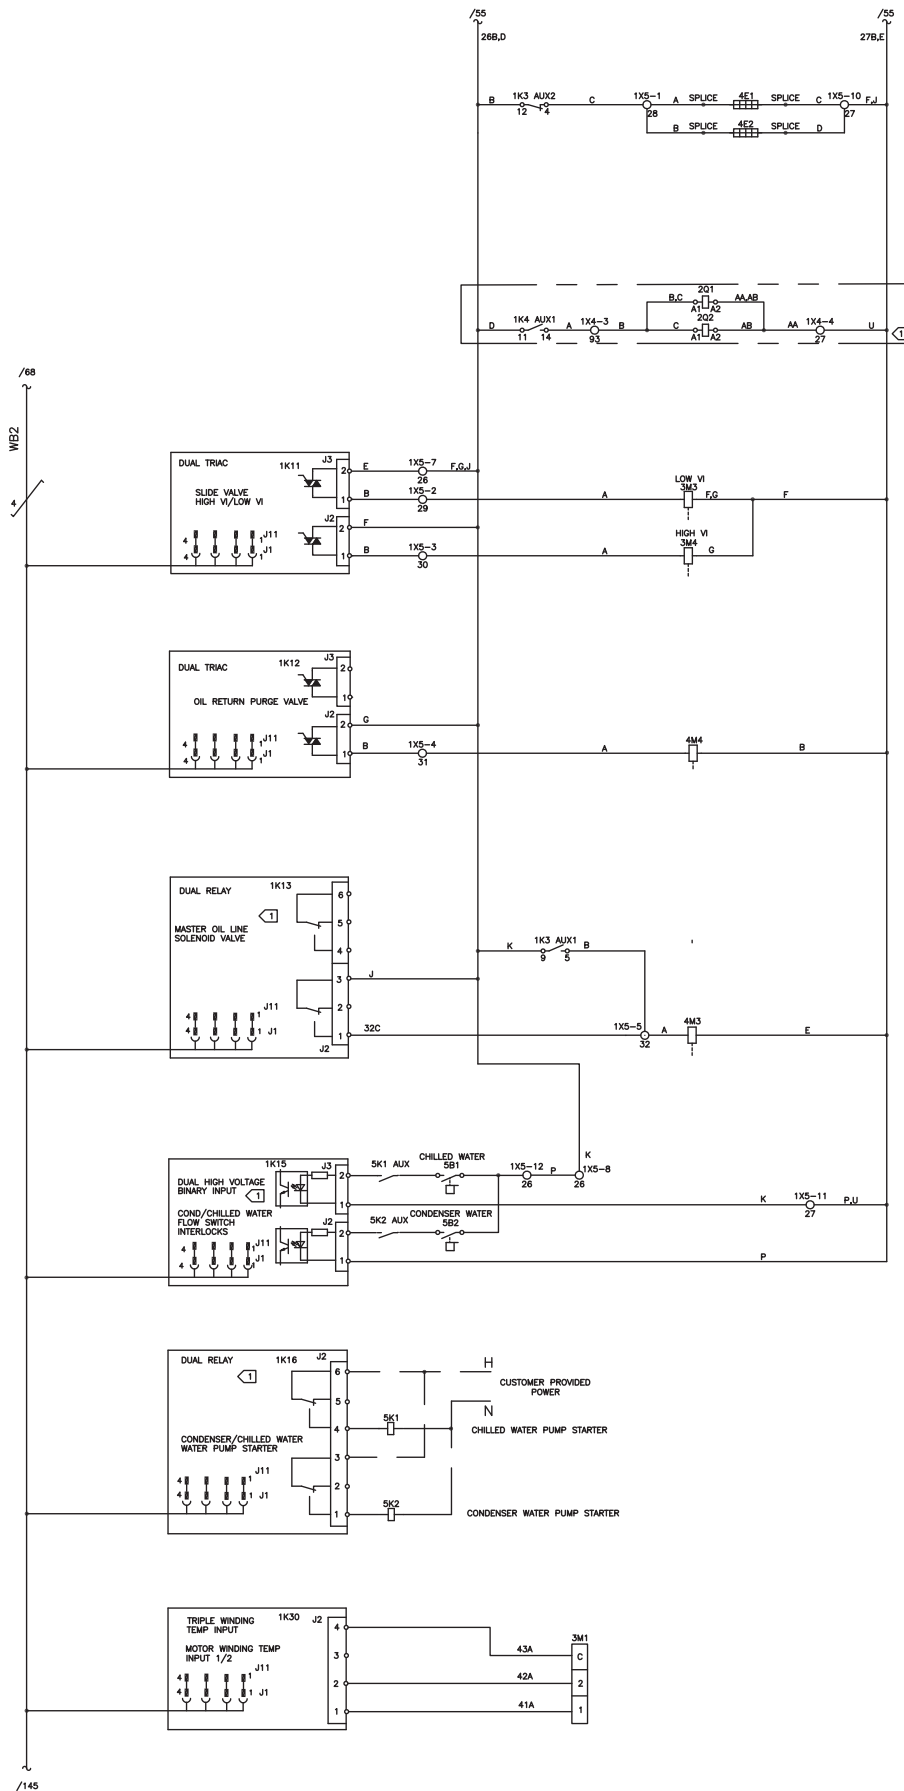 /55 /55
26B,D 27B,E
B 1K3 AUX2 C 1X5-1 A SPLICE 4E1 SPLICE C 1X5-10 F,J
12 4 28 27
B SPLICE 4E2 SPLICE D
B,C 2Q1 AA,AB
A1 A2
D 1K4 AUX1 A 1X4-3 B C 2Q2 AB AA 1X4-4 U
11 14 93 A1 A2 27
1
/68
WB2
4
DUAL TRIAC 1K11 J3
SLIDE VALVE
HIGH VI/LOW VI
2 E 1X5-7 F,G,J
26
1 B 1X5-2 A LOW VI
3M3 F,G F
29
J2
2 F
1 B 1X5-3 A HIGH VI
3M4 G
30
4 1 J11
4 1 J1
DUAL TRIAC 1K12 J3
2
1
OIL RETURN PURGE VALVE
J2
2 G
1 B 1X5-4 A 4M4 B
31
4 1 J11
4 1 J1
DUAL RELAY 1K13
1
MASTER OIL LINE
SOLENOID VALVE
6
5
4
K 1K3 AUX1 B
9 5
3 J
2
1 32C 1X5-5 A 4M3 E
32
J2
4 1 J11
4 1 J1
K
1K15 J3
DUAL HIGH VOLTAGE
BINARY INPUT
1
COND/CHILLED WATER
FLOW SWITCH
INTERLOCKS
2 5K1 AUX CHILLED WATER
5B1 1X5-12 P 1X5-8
26 26
1 K 1X5-11 P,U
27
J2
2 5K2 AUX CONDENSER WATER
5B2
1 P
4 1 J11
4 1 J1
DUAL RELAY 1K16 J2
1
6 H
CUSTOMER PROVIDED
POWER
5 N
4 5K1 CHILLED WATER PUMP STARTER
CONDENSER/CHILLED WATER
WATER PUMP STARTER
3
2
1 5K2 CONDENSER WATER PUMP STARTER
4 1 J11
4 1 J1
TRIPLE WINDING
TEMP INPUT
1K30 J2
MOTOR WINDING TEMP
INPUT 1/2
4 3M1
3 43A C
2 42A 2
1 41A 1
4 1 J11
4 1 J1
/145